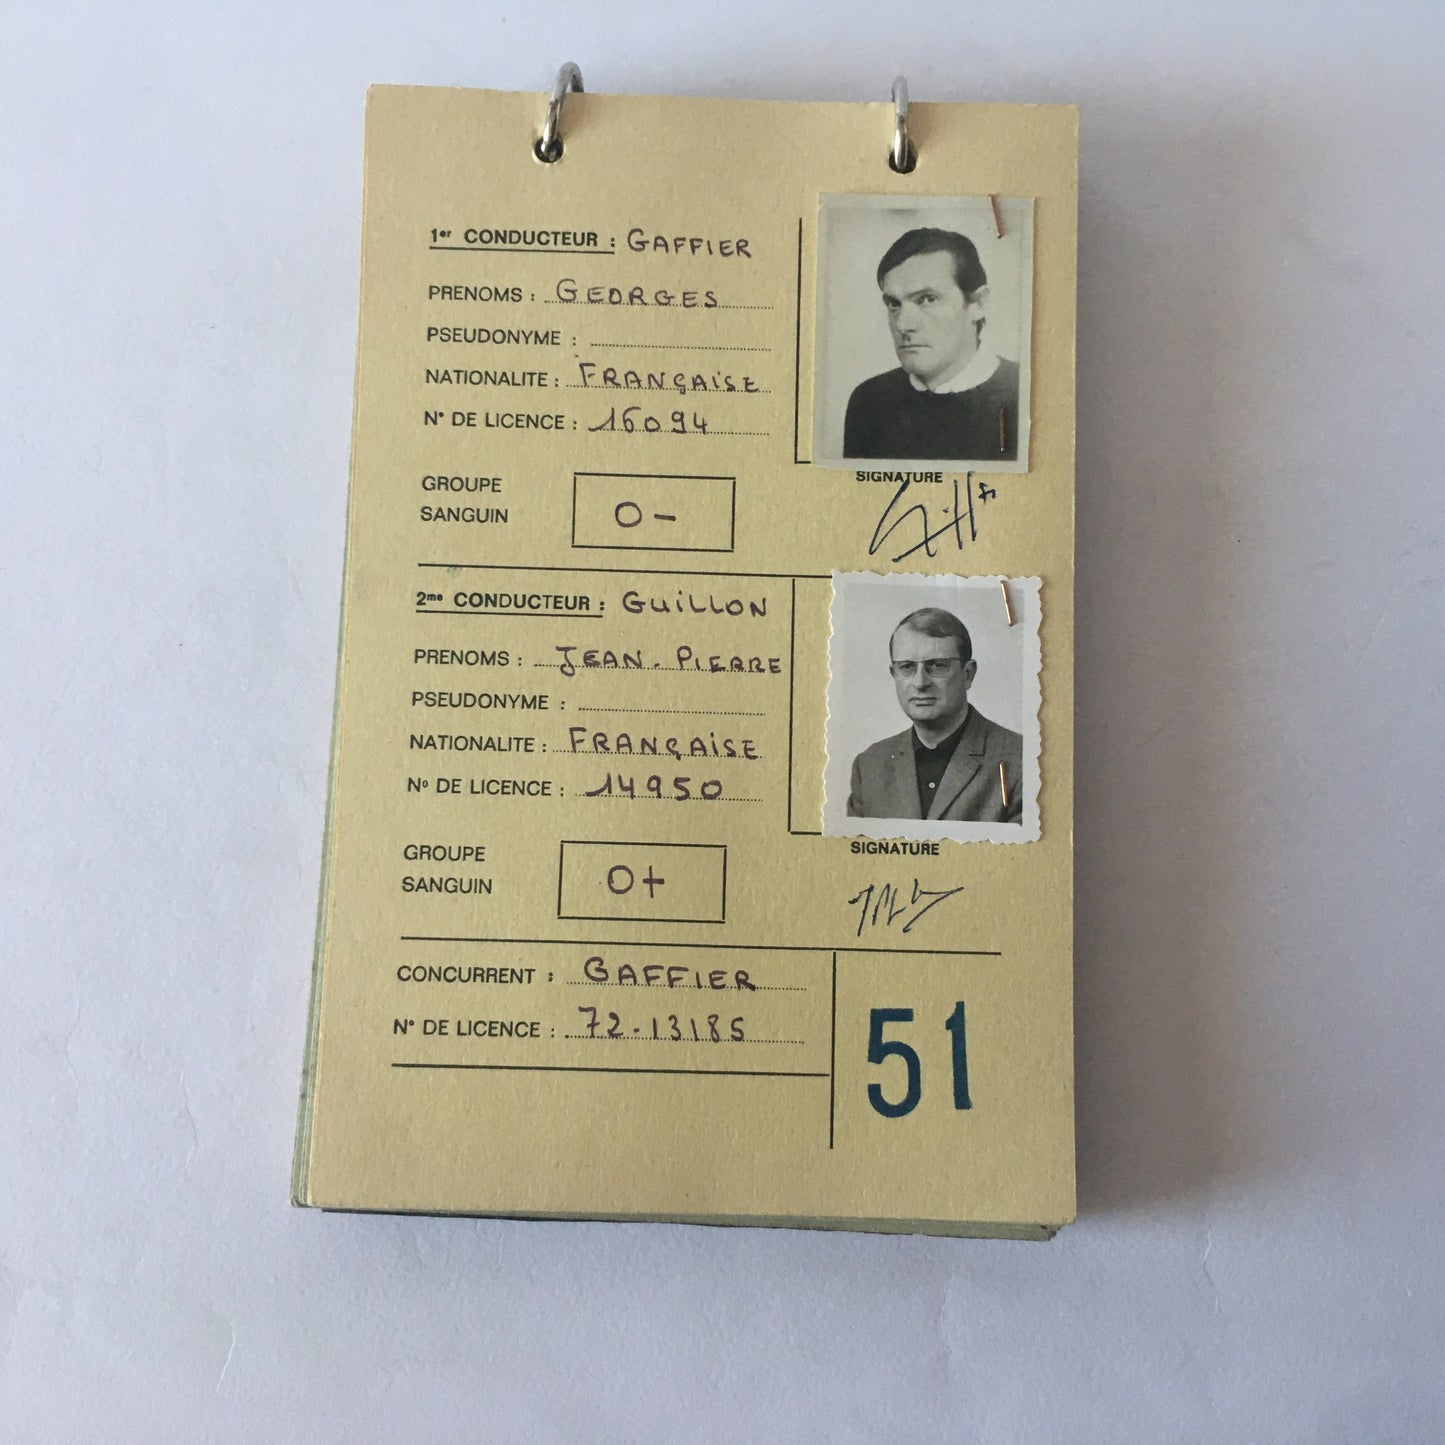 1er CONDUCTEUR : GAFFIER
PRENOMS : GEORGES
PSEUDONYME :
NATIONALITE : FRANÇAISE
N° DE LICENCE : 16094
GROUPE
SANGUIN
O -
SIGNATURE
2me CONDUCTEUR : GUILLON
PRENOMS : JEAN. PIERRE
PSEUDONYME :
NATIONALITE : FRANÇAISE
N° DE LICENCE : 14950
GROUPE
SANGUIN
O+
SIGNATURE
CONCURRENT : GAFFIER
N° DE LICENCE : 72.13185
51